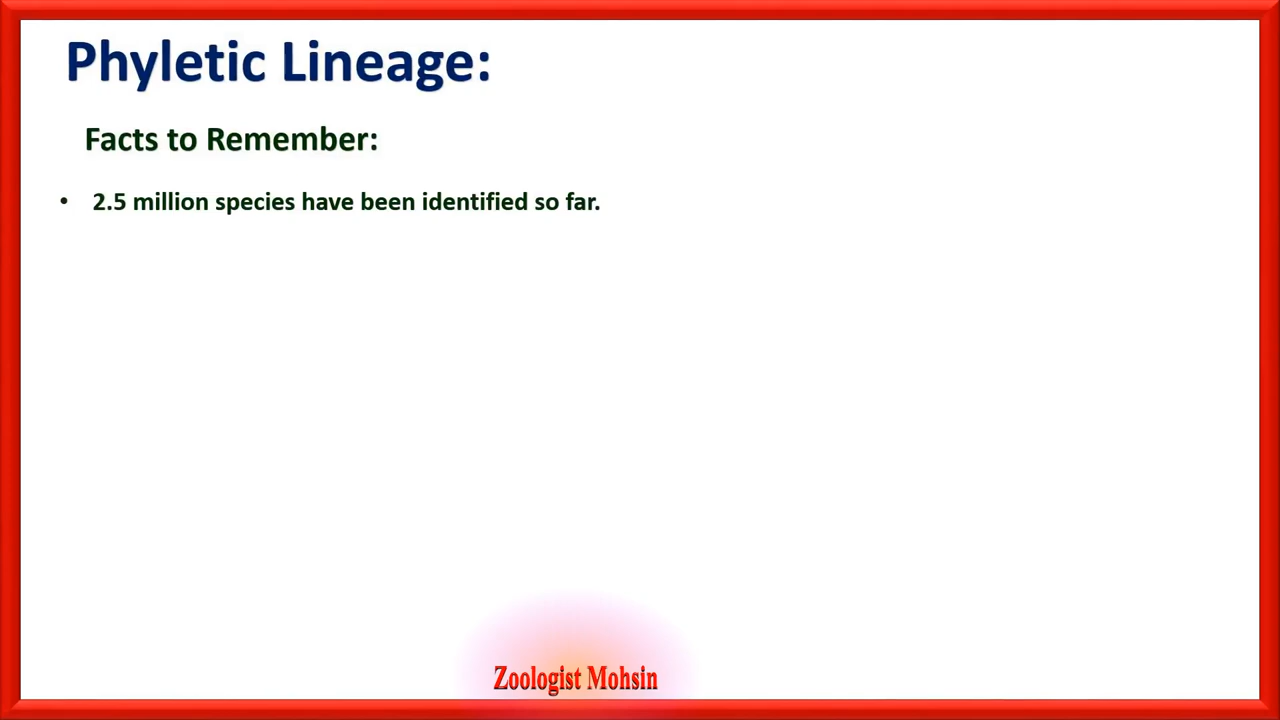 Phyletic Lineage:
Facts to Remember:
• 2.5 million species have been identified so far.
Zoologist Mohsin